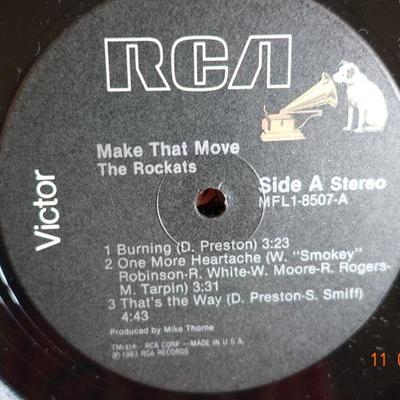 RCA
Victor
Make That Move
The Rockats
Side A Stereo
MFL1-8507-A
1 Burning (D. Preston) 3:23
2 One More Heartache (W. "Smokey"
Robinson-R. White-W. Moore-R. Rogers-
M. Tarpin) 3:31
3 That's the Way (D. Preston-S. Smiff)
4:43
Produced by Mike Thorne
TM(s)® RCA CORP.—MADE IN U.S.A.
℗ 1983 RCA RECORDS